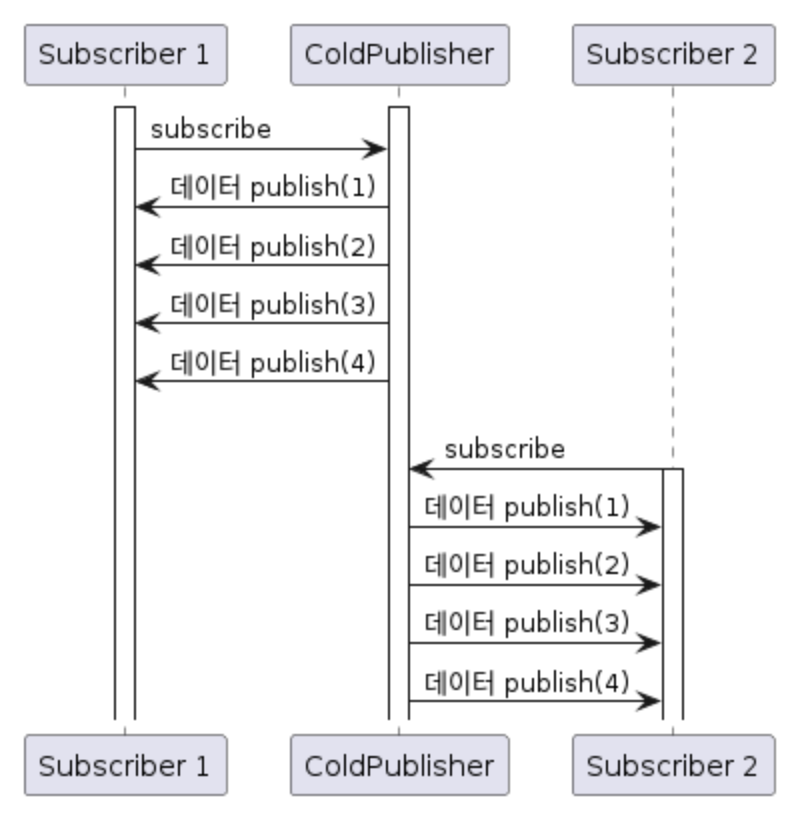 Subscriber 1
ColdPublisher
Subscriber 2
subscribe
데이터 publish(1)
데이터 publish(2)
데이터 publish(3)
데이터 publish(4)
subscribe
데이터 publish(1)
데이터 publish(2)
데이터 publish(3)
데이터 publish(4)
Subscriber 1
ColdPublisher
Subscriber 2